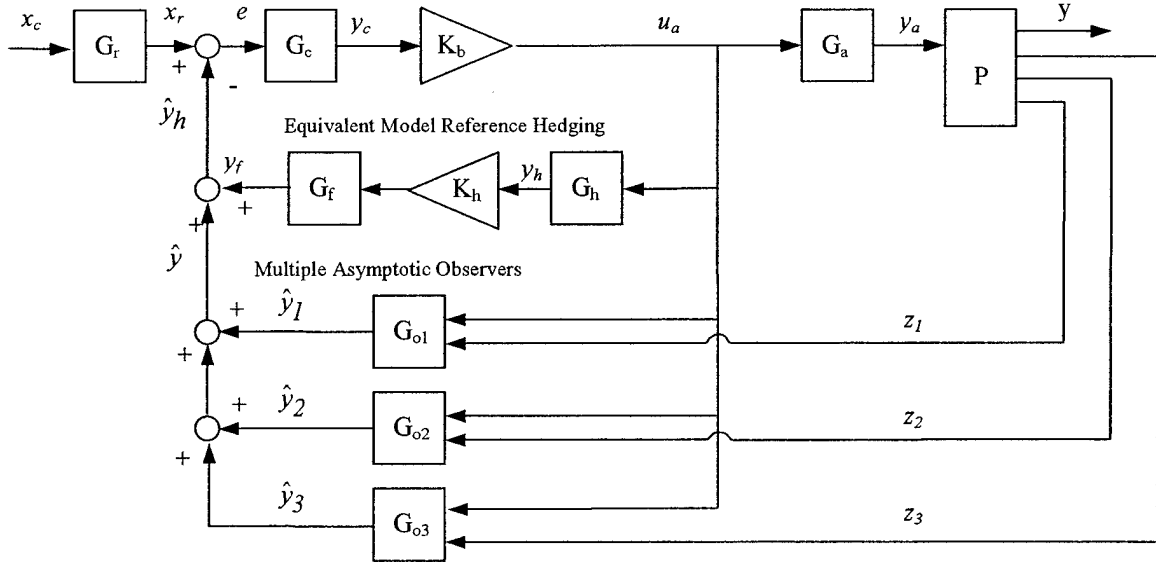 x_c
x_r
e
y_c
u_a
y_a
y
G_r
+
-
G_c
K_b
G_a
P
ŷ_h
Equivalent Model Reference Hedging
y_f
G_f
K_h
y_h
G_h
+
+
ŷ
Multiple Asymptotic Observers
ŷ_1
+
+
G_o1
z_1
ŷ_2
+
+
G_o2
z_2
ŷ_3
G_o3
z_3